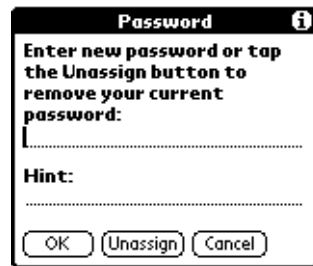 Password
Enter new password or tap
the Unassign button to
remove your current
password:
Hint:
OK Unassign Cancel